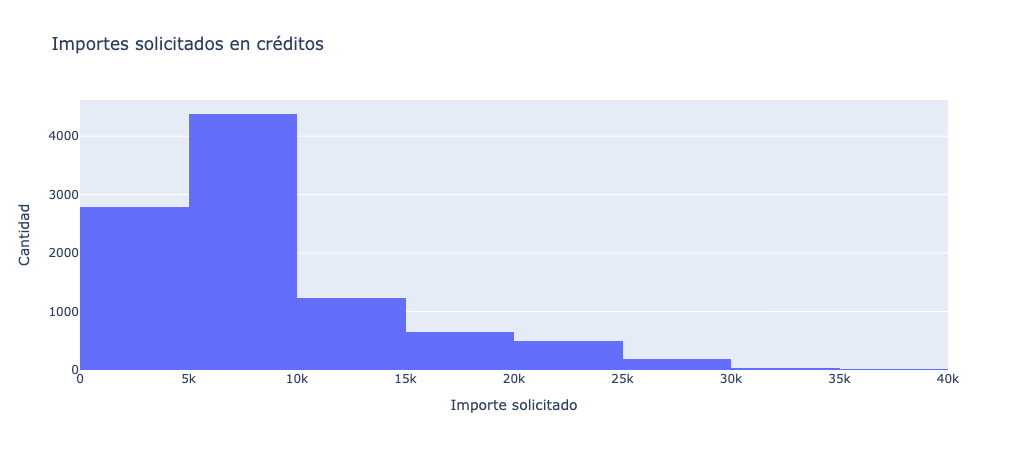 Importes solicitados en créditos
Cantidad
4000
3000
2000
1000
0
0 5k 10k 15k 20k 25k 30k 35k 40k
Importe solicitado